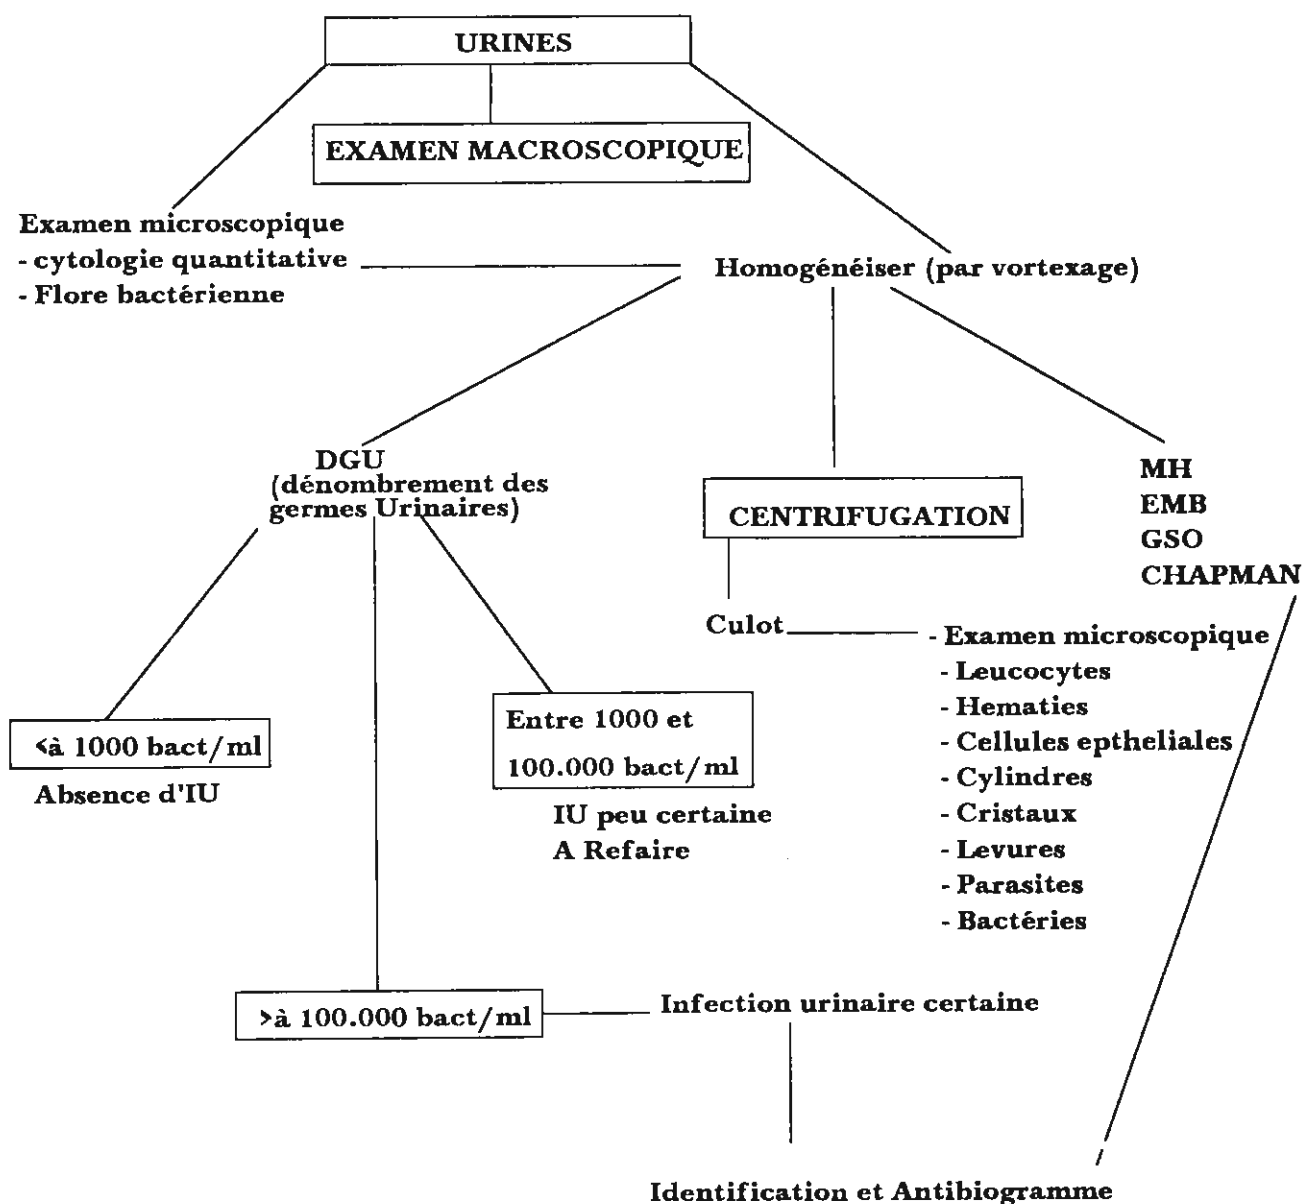 URINES
EXAMEN MACROSCOPIQUE
Examen microscopique
- cytologie quantitative
- Flore bactérienne
Homogénéiser (par vortexage)
DGU
(dénombrement des
germes Urinaires)
MH
EMB
GSO
CHAPMAN
CENTRIFUGATION
Culot
- Examen microscopique
- Leucocytes
- Hematies
- Cellules eptheliales
- Cylindres
- Cristaux
- Levures
- Parasites
- Bactéries
<à 1000 bact/ml
Absence d'IU
Entre 1000 et
100.000 bact/ml
IU peu certaine
A Refaire
>à 100.000 bact/ml
Infection urinaire certaine
Identification et Antibiogramme